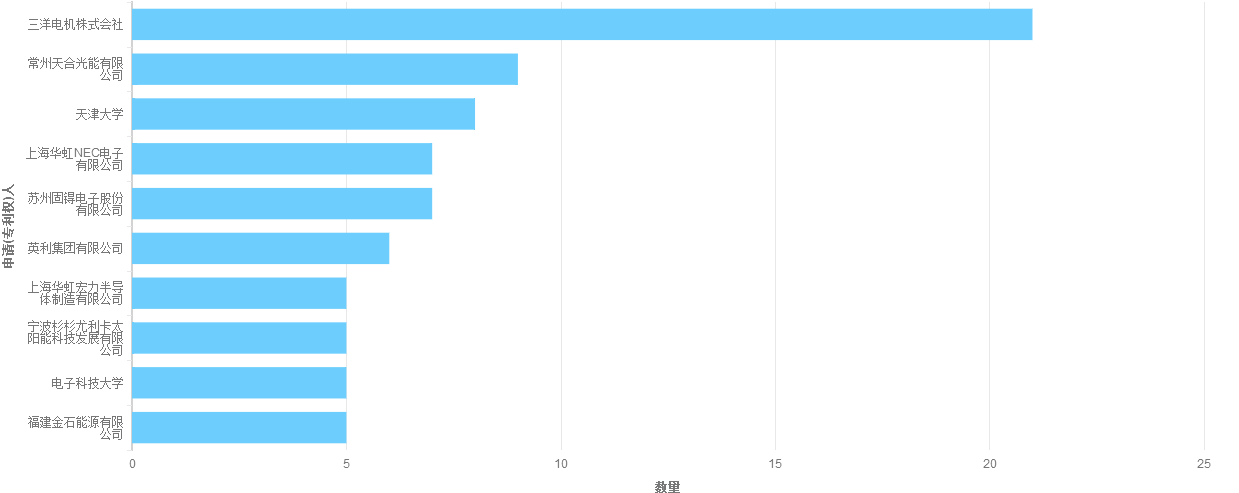 三洋电机株式会社
常州天合光能有限
公司
天津大学
上海华虹NEC电子
有限公司
苏州固锝电子股份
有限公司
英利集团有限公司
上海华虹宏力半导
体制造有限公司
宁波杉杉尤利卡太
阳能科技发展有限
公司
电子科技大学
福建金石能源有限
公司
申请(专利权)人
0
5
10
15
20
25
数量